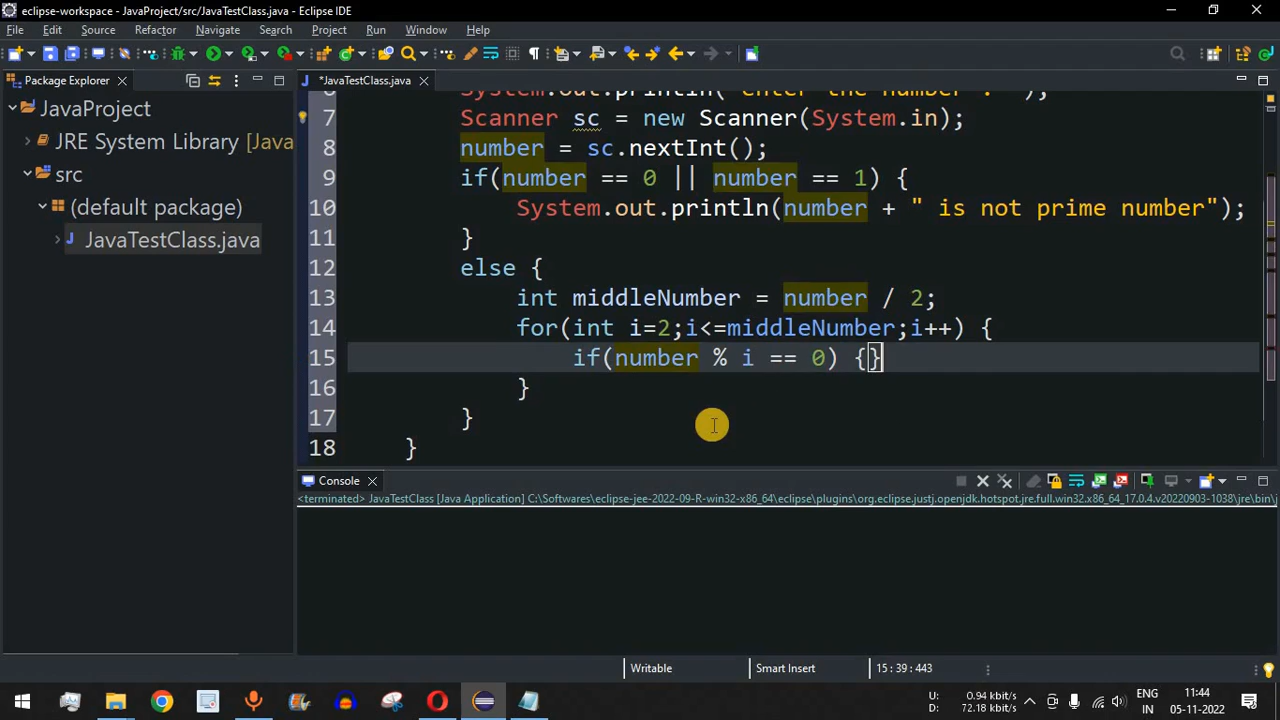 eclipse-workspace - JavaProject/src/JavaTestClass.java - Eclipse IDE
File Edit Source Refactor Navigate Search Project Run Window Help
Package Explorer
*JavaTestClass.java
JavaProject
JRE System Library [Java
src
(default package)
JavaTestClass.java
7 Scanner sc = new Scanner(System.in);
8 number = sc.nextInt();
9 if(number == 0 || number == 1) {
10 System.out.println(number + " is not prime number");
11 }
12 else {
13 int middleNumber = number / 2;
14 for(int i=2;i<=middleNumber;i++) {
15 if(number % i == 0) {}
16 }
17 }
18 }
Console
<terminated> JavaTestClass [Java Application] C:\Softwares\eclipse-jee-2022-09-R-win32-x86_64\eclipse\plugins\org.eclipse.justj.openjdk.hotspot.jre.full.win32.x86_64_17.0.4.v20220903-1038\jre\bin\j
Writable Smart Insert 15 : 39 : 443
U: 0.94 kbit/s
D: 72.18 kbit/s
ENG
IN
11:44
05-11-2022